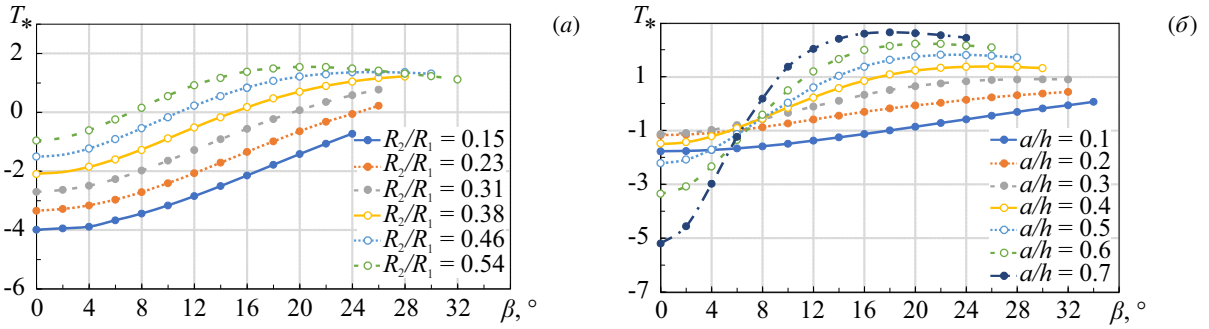 T* (а)
2
0
-2
-4
-6
0 4 8 12 16 20 24 28 32 β, °
R₂/R₁ = 0.15
R₂/R₁ = 0.23
R₂/R₁ = 0.31
R₂/R₁ = 0.38
R₂/R₁ = 0.46
R₂/R₁ = 0.54
T* (б)
1
-1
-3
-5
-7
0 4 8 12 16 20 24 28 32 β, °
a/h = 0.1
a/h = 0.2
a/h = 0.3
a/h = 0.4
a/h = 0.5
a/h = 0.6
a/h = 0.7